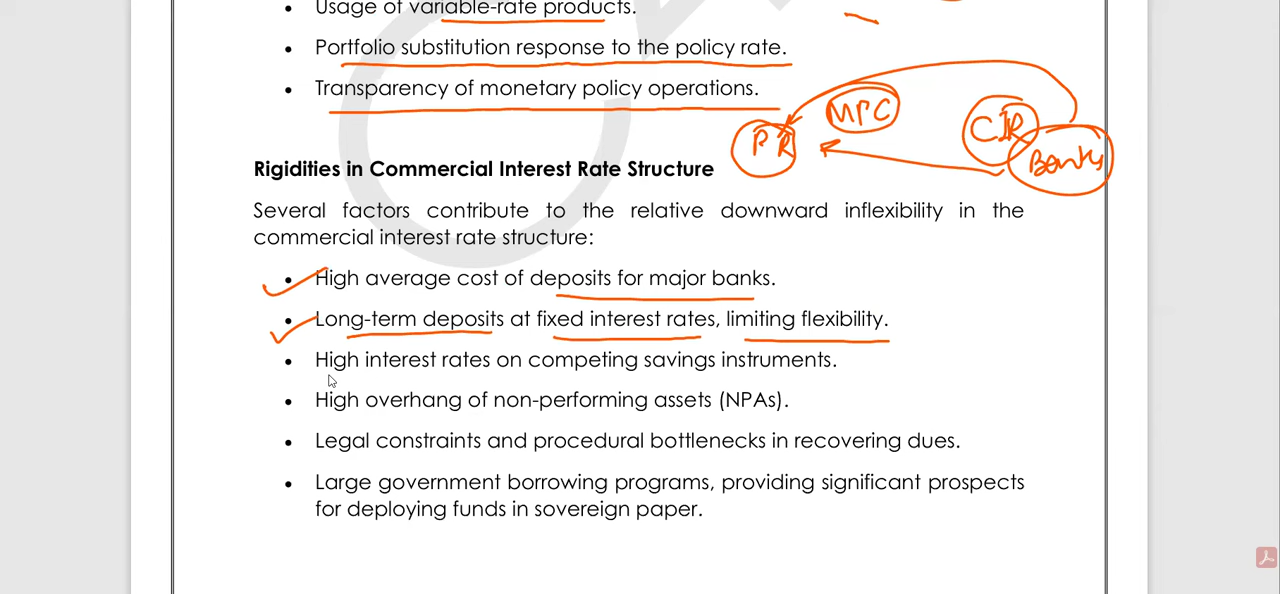 • Usage of variable-rate products.
• Portfolio substitution response to the policy rate.
• Transparency of monetary policy operations.
MPC
PR
CIR
Banks
Rigidities in Commercial Interest Rate Structure
Several factors contribute to the relative downward inflexibility in the
commercial interest rate structure:
• High average cost of deposits for major banks.
• Long-term deposits at fixed interest rates, limiting flexibility.
• High interest rates on competing savings instruments.
• High overhang of non-performing assets (NPAs).
• Legal constraints and procedural bottlenecks in recovering dues.
• Large government borrowing programs, providing significant prospects
for deploying funds in sovereign paper.